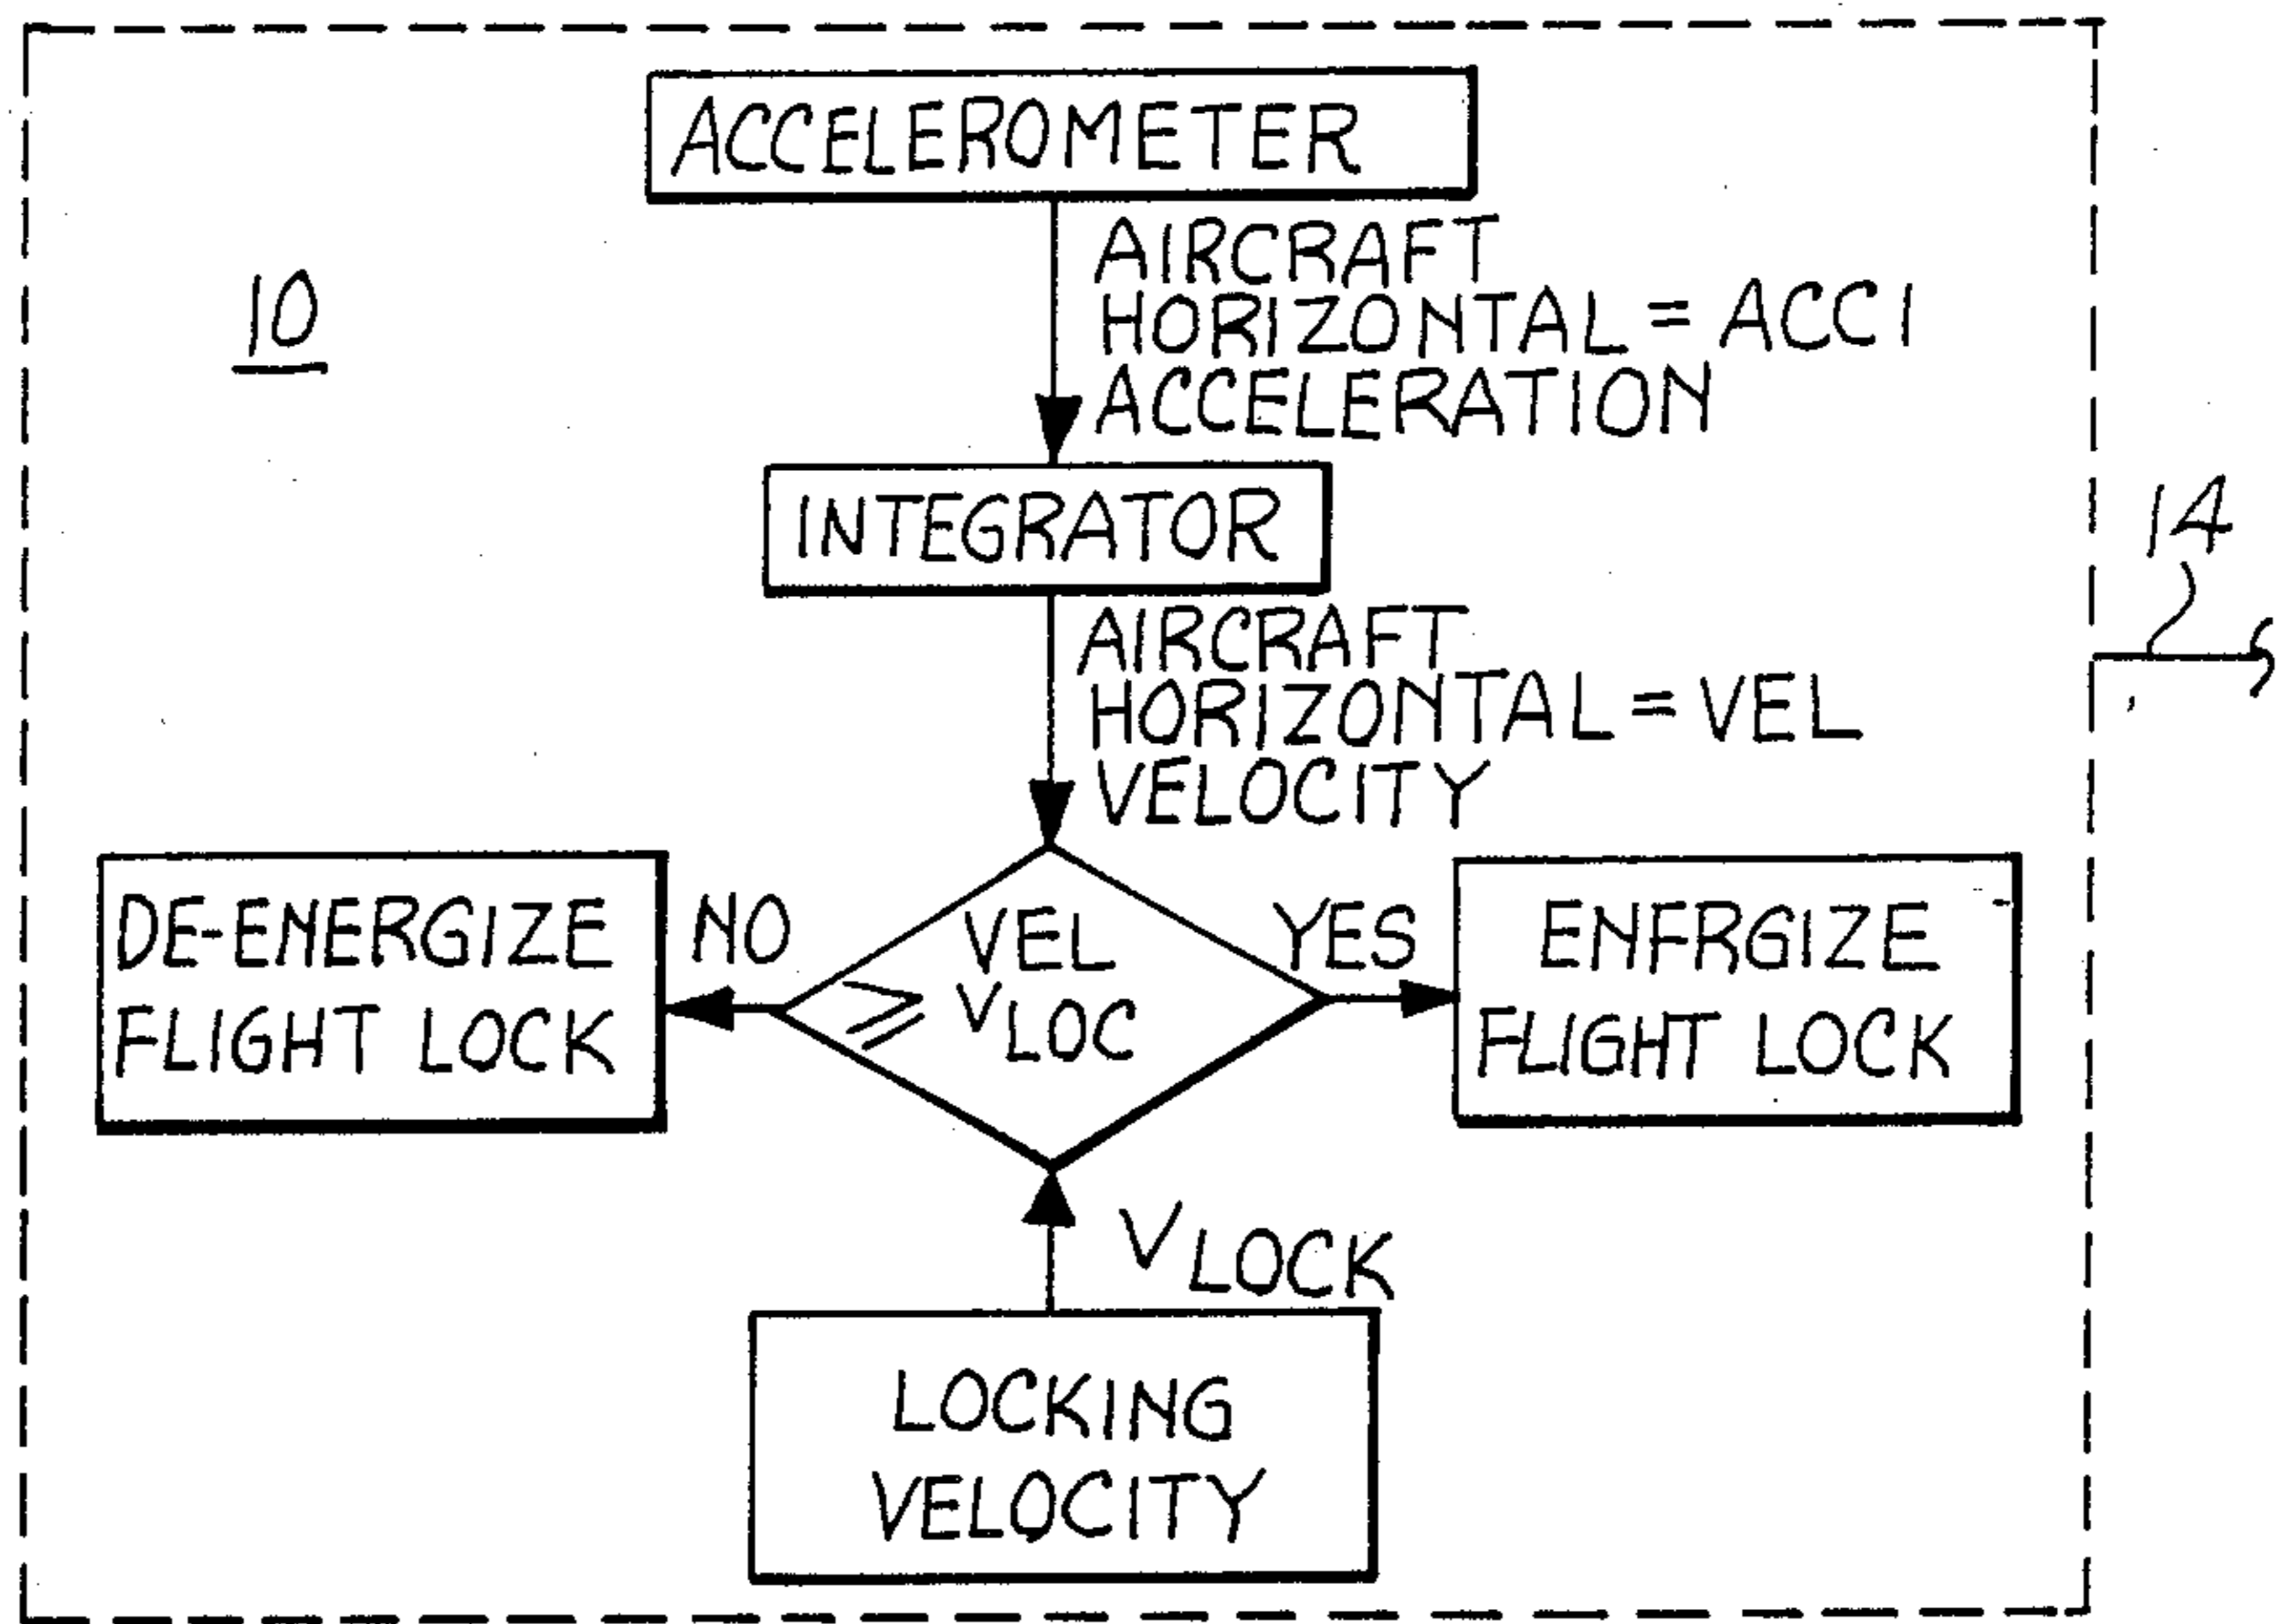 ACCELEROMETER
10
AIRCRAFT
HORIZONTAL = ACC1
ACCELERATION
INTEGRATOR
14
AIRCRAFT
HORIZONTAL = VEL
VELOCITY
DE-ENERGIZE
FLIGHT LOCK
NO
VEL
≥ VLOC
YES
ENFRGIZE
FLIGHT LOCK
VLOCK
LOCKING
VELOCITY